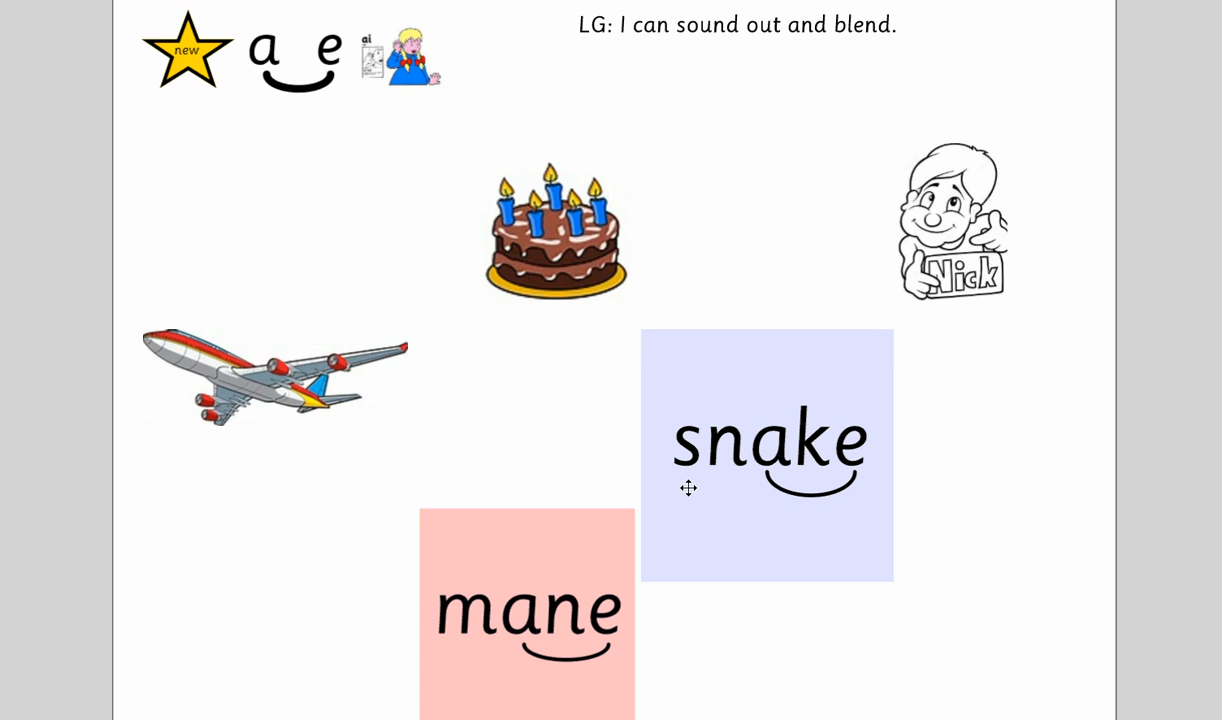 LG: I can sound out and blend.
new
a e
ai
Nick
snake
mane